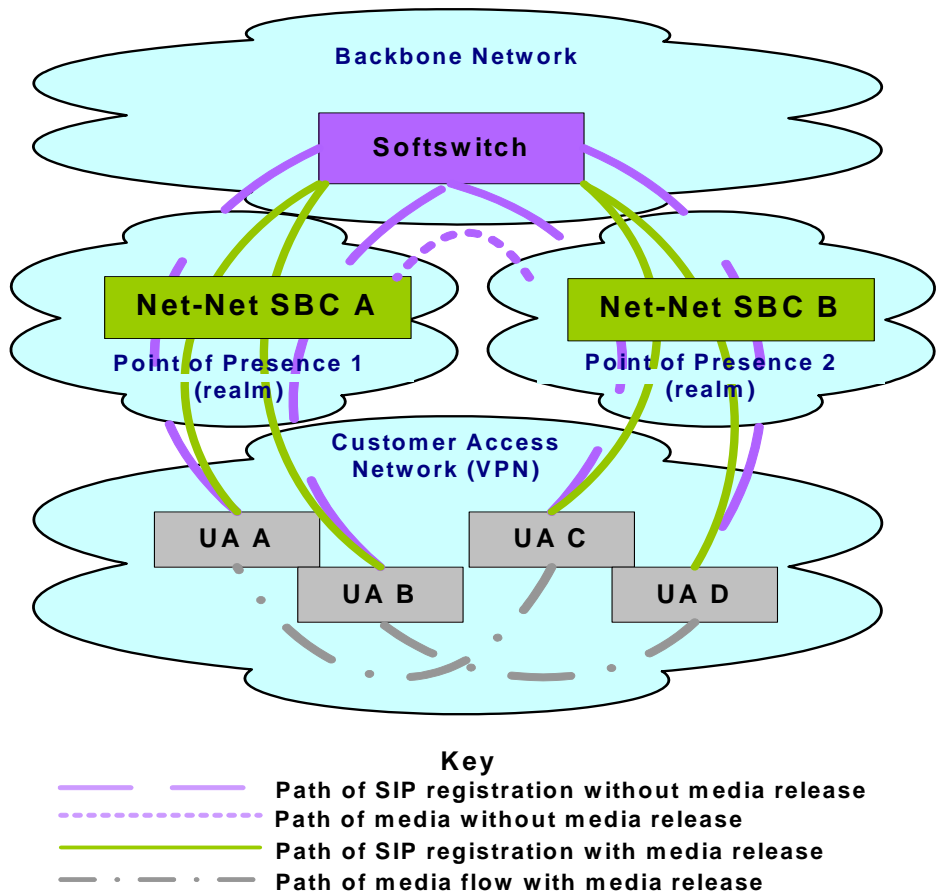 Backbone Network
Softswitch
Net-Net SBC A
Net-Net SBC B
Point of Presence 1
(realm)
Point of Presence 2
(realm)
Customer Access
Network (VPN)
UA A
UA C
UA B
UA D
Key
Path of SIP registration without media release
Path of media without media release
Path of SIP registration with media release
Path of media flow with media release